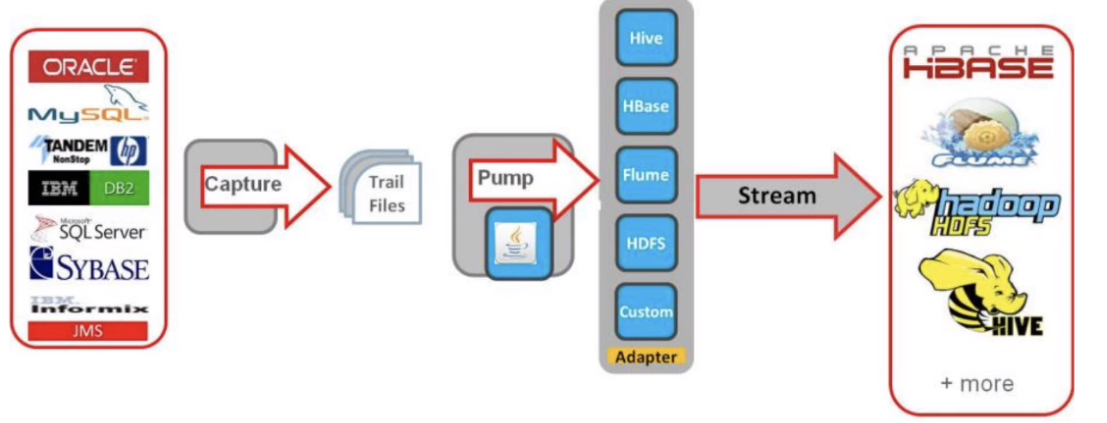 ORACLE
MySQL
TANDEM
NonStop
hp
IBM
DB2
Microsoft
SQL Server
SYBASE
IBM
Informix
JMS
Capture
Trail
Files
Pump
Hive
HBase
Flume
HDFS
Custom
Adapter
Stream
APACHE
HBASE
FLUME
hadoop
HDFS
HIVE
+ more